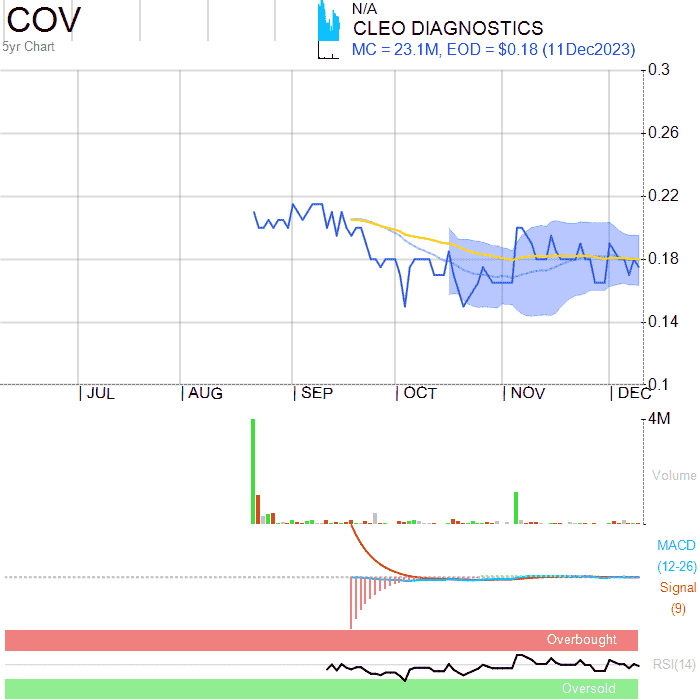 COV
5yr Chart
N/A
CLEO DIAGNOSTICS
MC = 23.1M, EOD = $0.18 (11Dec2023)
0.3
0.26
0.22
0.18
0.14
0.1
JUL
AUG
SEP
OCT
NOV
DEC
4M
Volume
MACD
(12-26)
Signal
(9)
Overbought
RSI(14)
Oversold